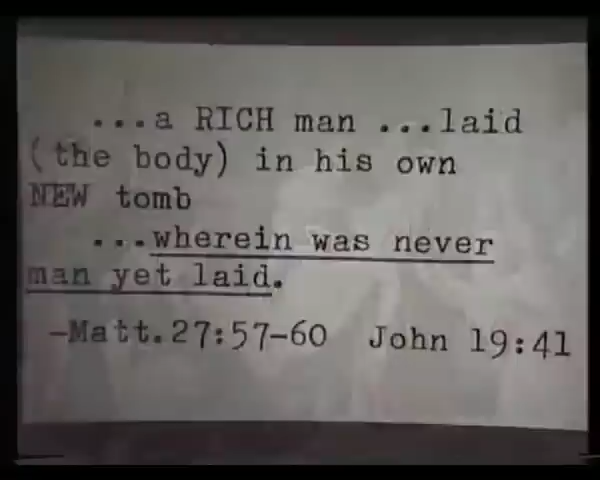 ...a RICH man ...laid
(the body) in his own
NEW tomb
...wherein was never
man yet laid.
-Matt.27:57-60 John 19:41